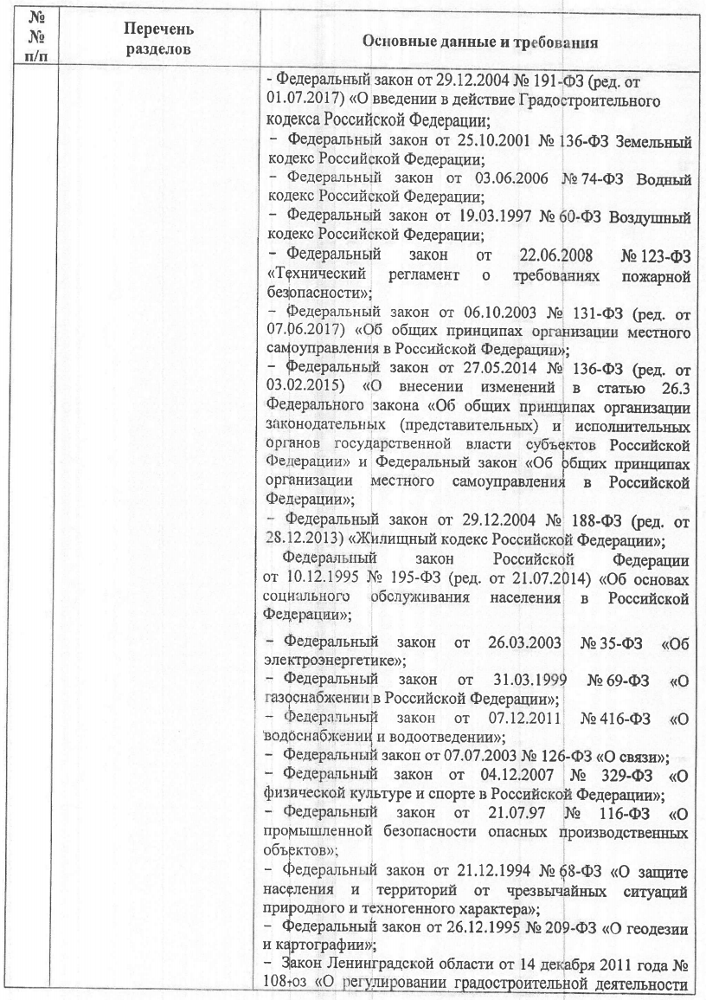 №
№
п/п
Перечень
разделов
Основные данные и требования
- Федеральный закон от 29.12.2004 № 191-ФЗ (ред. от
01.07.2017) «О введении в действие Градостроительного
кодекса Российской Федерации;
– Федеральный закон от 25.10.2001 № 136-ФЗ Земельный
кодекс Российской Федерации;
– Федеральный закон от 03.06.2006 № 74-ФЗ Водный
кодекс Российской Федерации;
– Федеральный закон от 19.03.1997 № 60-ФЗ Воздушный
кодекс Российской Федерации;
– Федеральный закон от 22.06.2008 № 123-ФЗ
«Технический регламент о требованиях пожарной
безопасности»;
– Федеральный закон от 06.10.2003 № 131-ФЗ (ред. от
07.06.2017) «Об общих принципах организации местного
самоуправления в Российской Федерации»;
– Федеральный закон от 27.05.2014 № 136-ФЗ (ред. от
03.02.2015) «О внесении изменений в статью 26.3
Федерального закона «Об общих принципах организации
законодательных (представительных) и исполнительных
органов государственной власти субъектов Российской
Федерации» и Федеральный закон «Об общих принципах
организации местного самоуправления в Российской
Федерации»;
– Федеральный закон от 29.12.2004 № 188-ФЗ (ред. от
28.12.2013) «Жилищный кодекс Российской Федерации»;
Федеральный закон Российской Федерации
от 10.12.1995 № 195-ФЗ (ред. от 21.07.2014) «Об основах
социального обслуживания населения в Российской
Федерации»;
– Федеральный закон от 26.03.2003 № 35-ФЗ «Об
электроэнергетике»;
– Федеральный закон от 31.03.1999 № 69-ФЗ «О
газоснабжении в Российской Федерации»;
– Федеральный закон от 07.12.2011 № 416-ФЗ «О
водоснабжении и водоотведении»;
– Федеральный закон от 07.07.2003 № 126-ФЗ «О связи»;
– Федеральный закон от 04.12.2007 № 329-ФЗ «О
физической культуре и спорте в Российской Федерации»;
– Федеральный закон от 21.07.97 № 116-ФЗ «О
промышленной безопасности опасных производственных
объектов»;
– Федеральный закон от 21.12.1994 № 68-ФЗ «О защите
населения и территорий от чрезвычайных ситуаций
природного и техногенного характера»;
– Федеральный закон от 26.12.1995 № 209-ФЗ «О геодезии
и картографии»;
– Закон Ленинградской области от 14 декабря 2011 года №
108-оз «О регулировании градостроительной деятельности